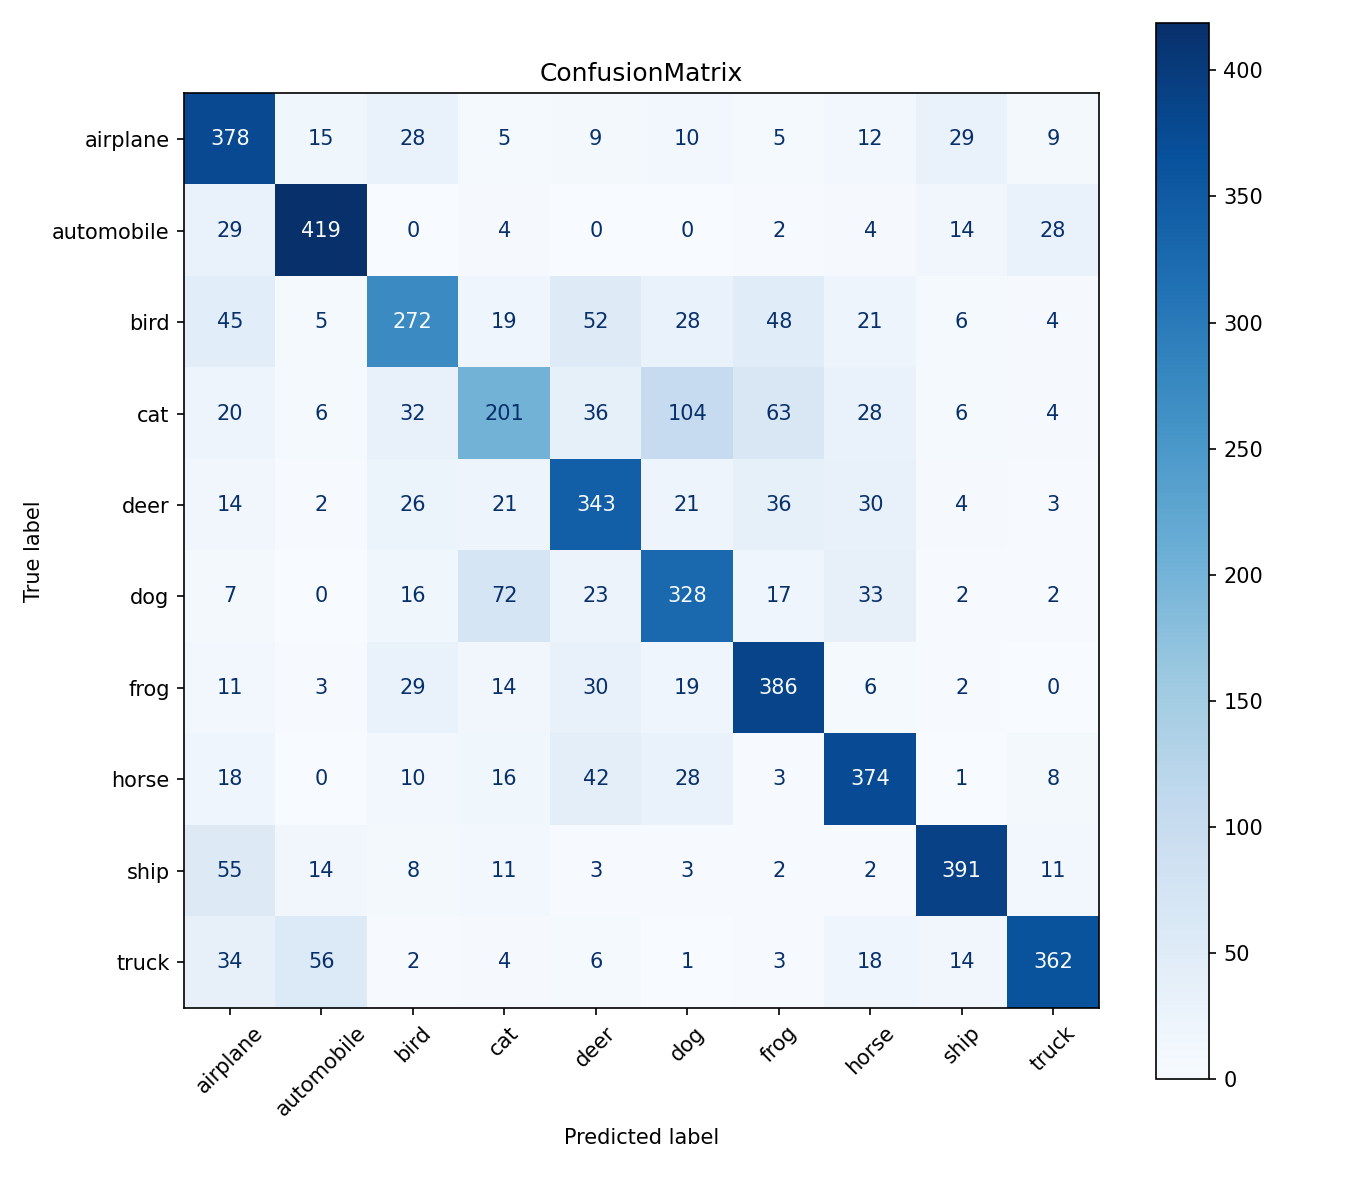 ConfusionMatrix
True label
airplane 378 15 28 5 9 10 5 12 29 9
automobile 29 419 0 4 0 0 2 4 14 28
bird 45 5 272 19 52 28 48 21 6 4
cat 20 6 32 201 36 104 63 28 6 4
deer 14 2 26 21 343 21 36 30 4 3
dog 7 0 16 72 23 328 17 33 2 2
frog 11 3 29 14 30 19 386 6 2 0
horse 18 0 10 16 42 28 3 374 1 8
ship 55 14 8 11 3 3 2 2 391 11
truck 34 56 2 4 6 1 3 18 14 362
airplane automobile bird cat deer dog frog horse ship truck
Predicted label
400
350
300
250
200
150
100
50
0